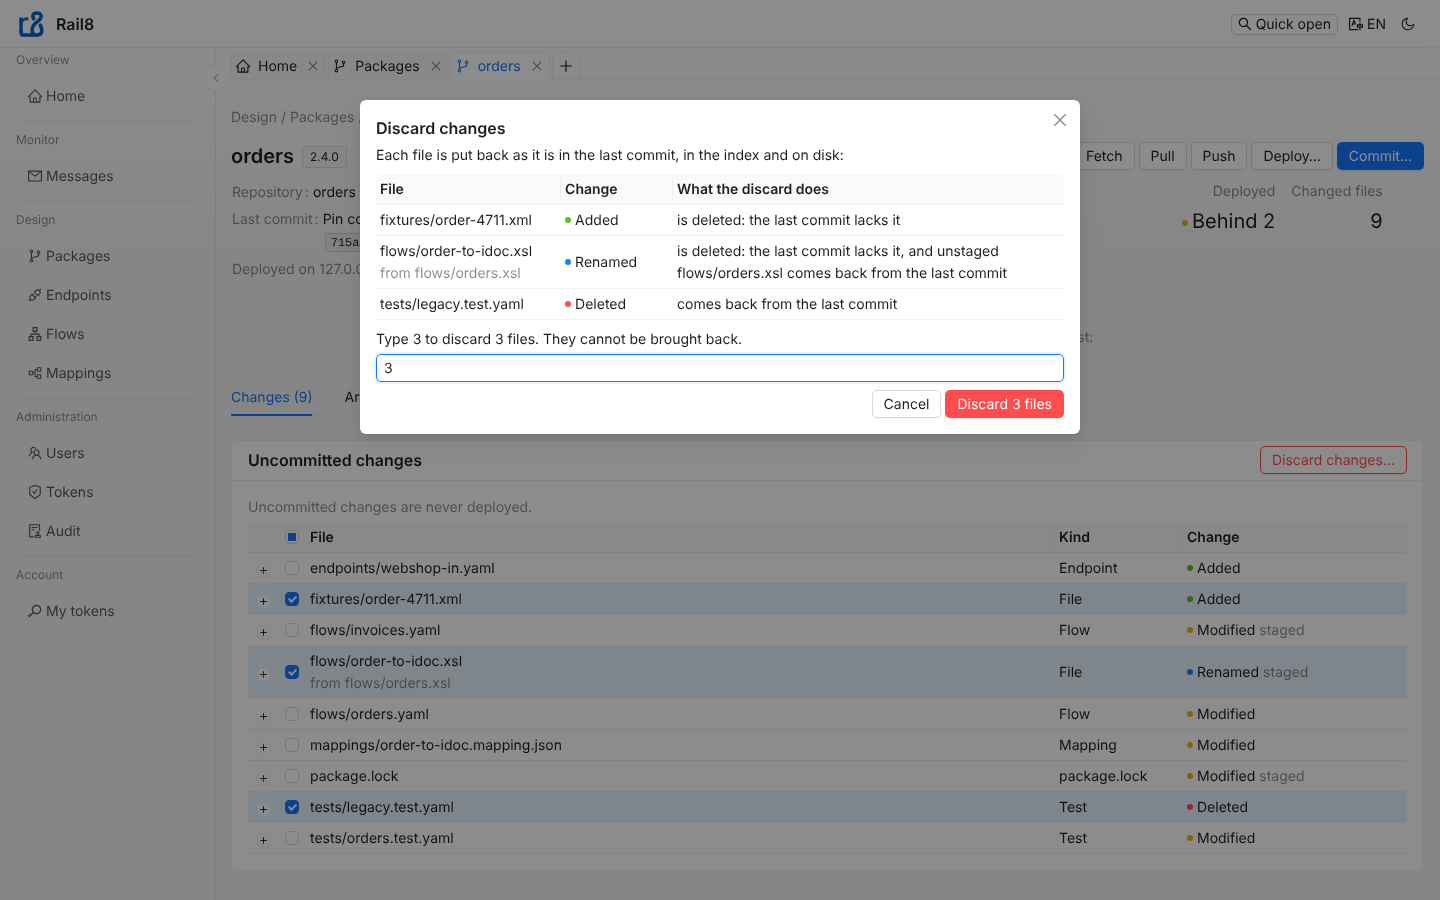 r8 Rail8
Quick open
EN
Overview
Home
Monitor
Messages
Design
Packages
Endpoints
Flows
Mappings
Administration
Users
Tokens
Audit
Account
My tokens
Home
Packages
orders
Design / Packages /
orders 2.4.0
Fetch
Pull
Push
Deploy...
Commit...
Repository : orders
Last commit : Pin co
715a
Deployed on 127.0.0
Deployed
Behind 2
Changed files
9
st:
Changes (9)
Ar
Discard changes
Each file is put back as it is in the last commit, in the index and on disk:
File Change What the discard does
fixtures/order-4711.xml Added is deleted: the last commit lacks it
flows/order-to-idoc.xsl
from flows/orders.xsl
Renamed
is deleted: the last commit lacks it, and unstaged
flows/orders.xsl comes back from the last commit
tests/legacy.test.yaml Deleted comes back from the last commit
Type 3 to discard 3 files. They cannot be brought back.
3
Cancel
Discard 3 files
Uncommitted changes
Discard changes...
Uncommitted changes are never deployed.
File Kind Change
endpoints/webshop-in.yaml Endpoint Added
fixtures/order-4711.xml File Added
flows/invoices.yaml Flow Modified staged
flows/order-to-idoc.xsl
from flows/orders.xsl
File Renamed staged
flows/orders.yaml Flow Modified
mappings/order-to-idoc.mapping.json Mapping Modified
package.lock package.lock Modified staged
tests/legacy.test.yaml Test Deleted
tests/orders.test.yaml Test Modified